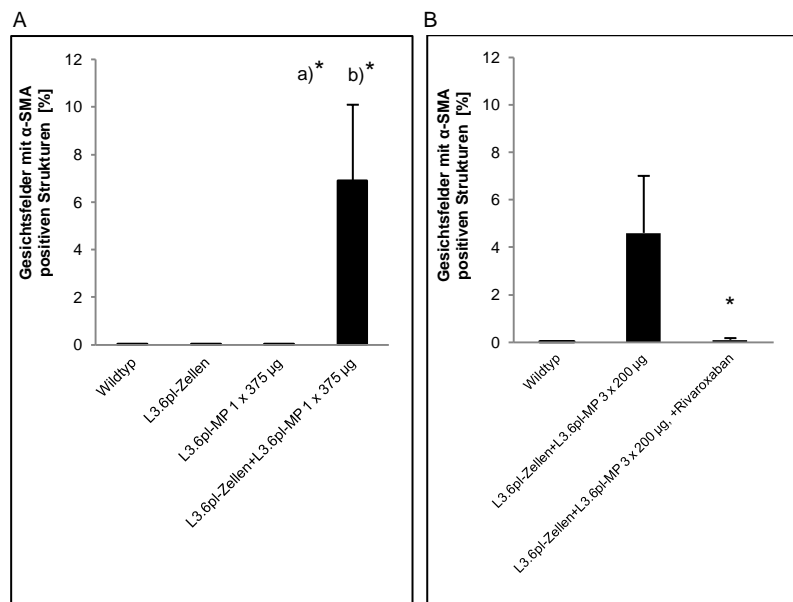 A
Gesichtsfelder mit α-SMA
positiven Strukturen [%]
12
10
8
6
4
2
0
a)* b)*
Wildtyp
L3.6pl-Zellen
L3.6pl-MP 1 x 375 µg
L3.6pl-Zellen+L3.6pl-MP 1 x 375 µg
B
Gesichtsfelder mit α-SMA
positiven Strukturen [%]
12
10
8
6
4
2
0
*
Wildtyp
L3.6pl-Zellen+L3.6pl-MP 3 x 200 µg
L3.6pl-Zellen+L3.6pl-MP 3 x 200 µg, +Rivaroxaban